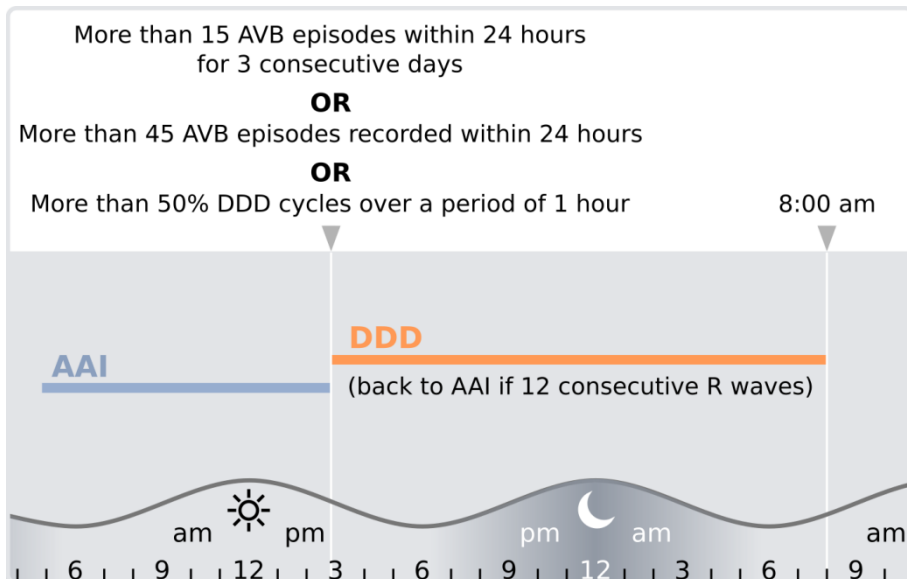 More than 15 AVB episodes within 24 hours
for 3 consecutive days
OR
More than 45 AVB episodes recorded within 24 hours
OR
More than 50% DDD cycles over a period of 1 hour
8:00 am
DDD
AAI
(back to AAI if 12 consecutive R waves)
am pm pm am am
6 9 12 3 6 9 12 3 6 9